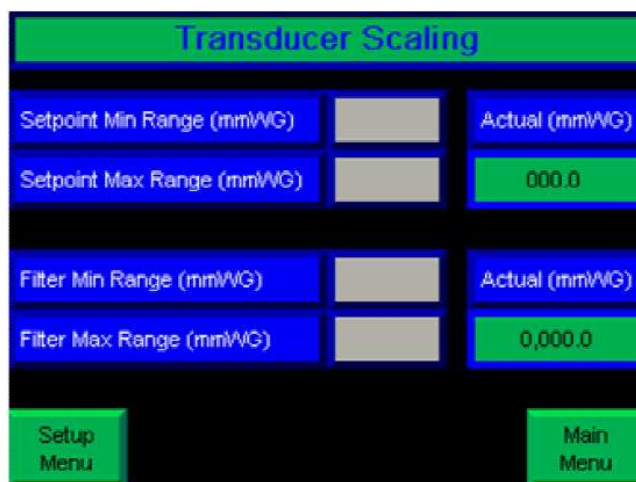 Transducer Scaling
Setpoint Min Range (mmWG)
Actual (mmWG)
Setpoint Max Range (mmWG)
000.0
Filter Min Range (mmWG)
Actual (mmWG)
Filter Max Range (mmWG)
0,000.0
Setup
Menu
Main
Menu